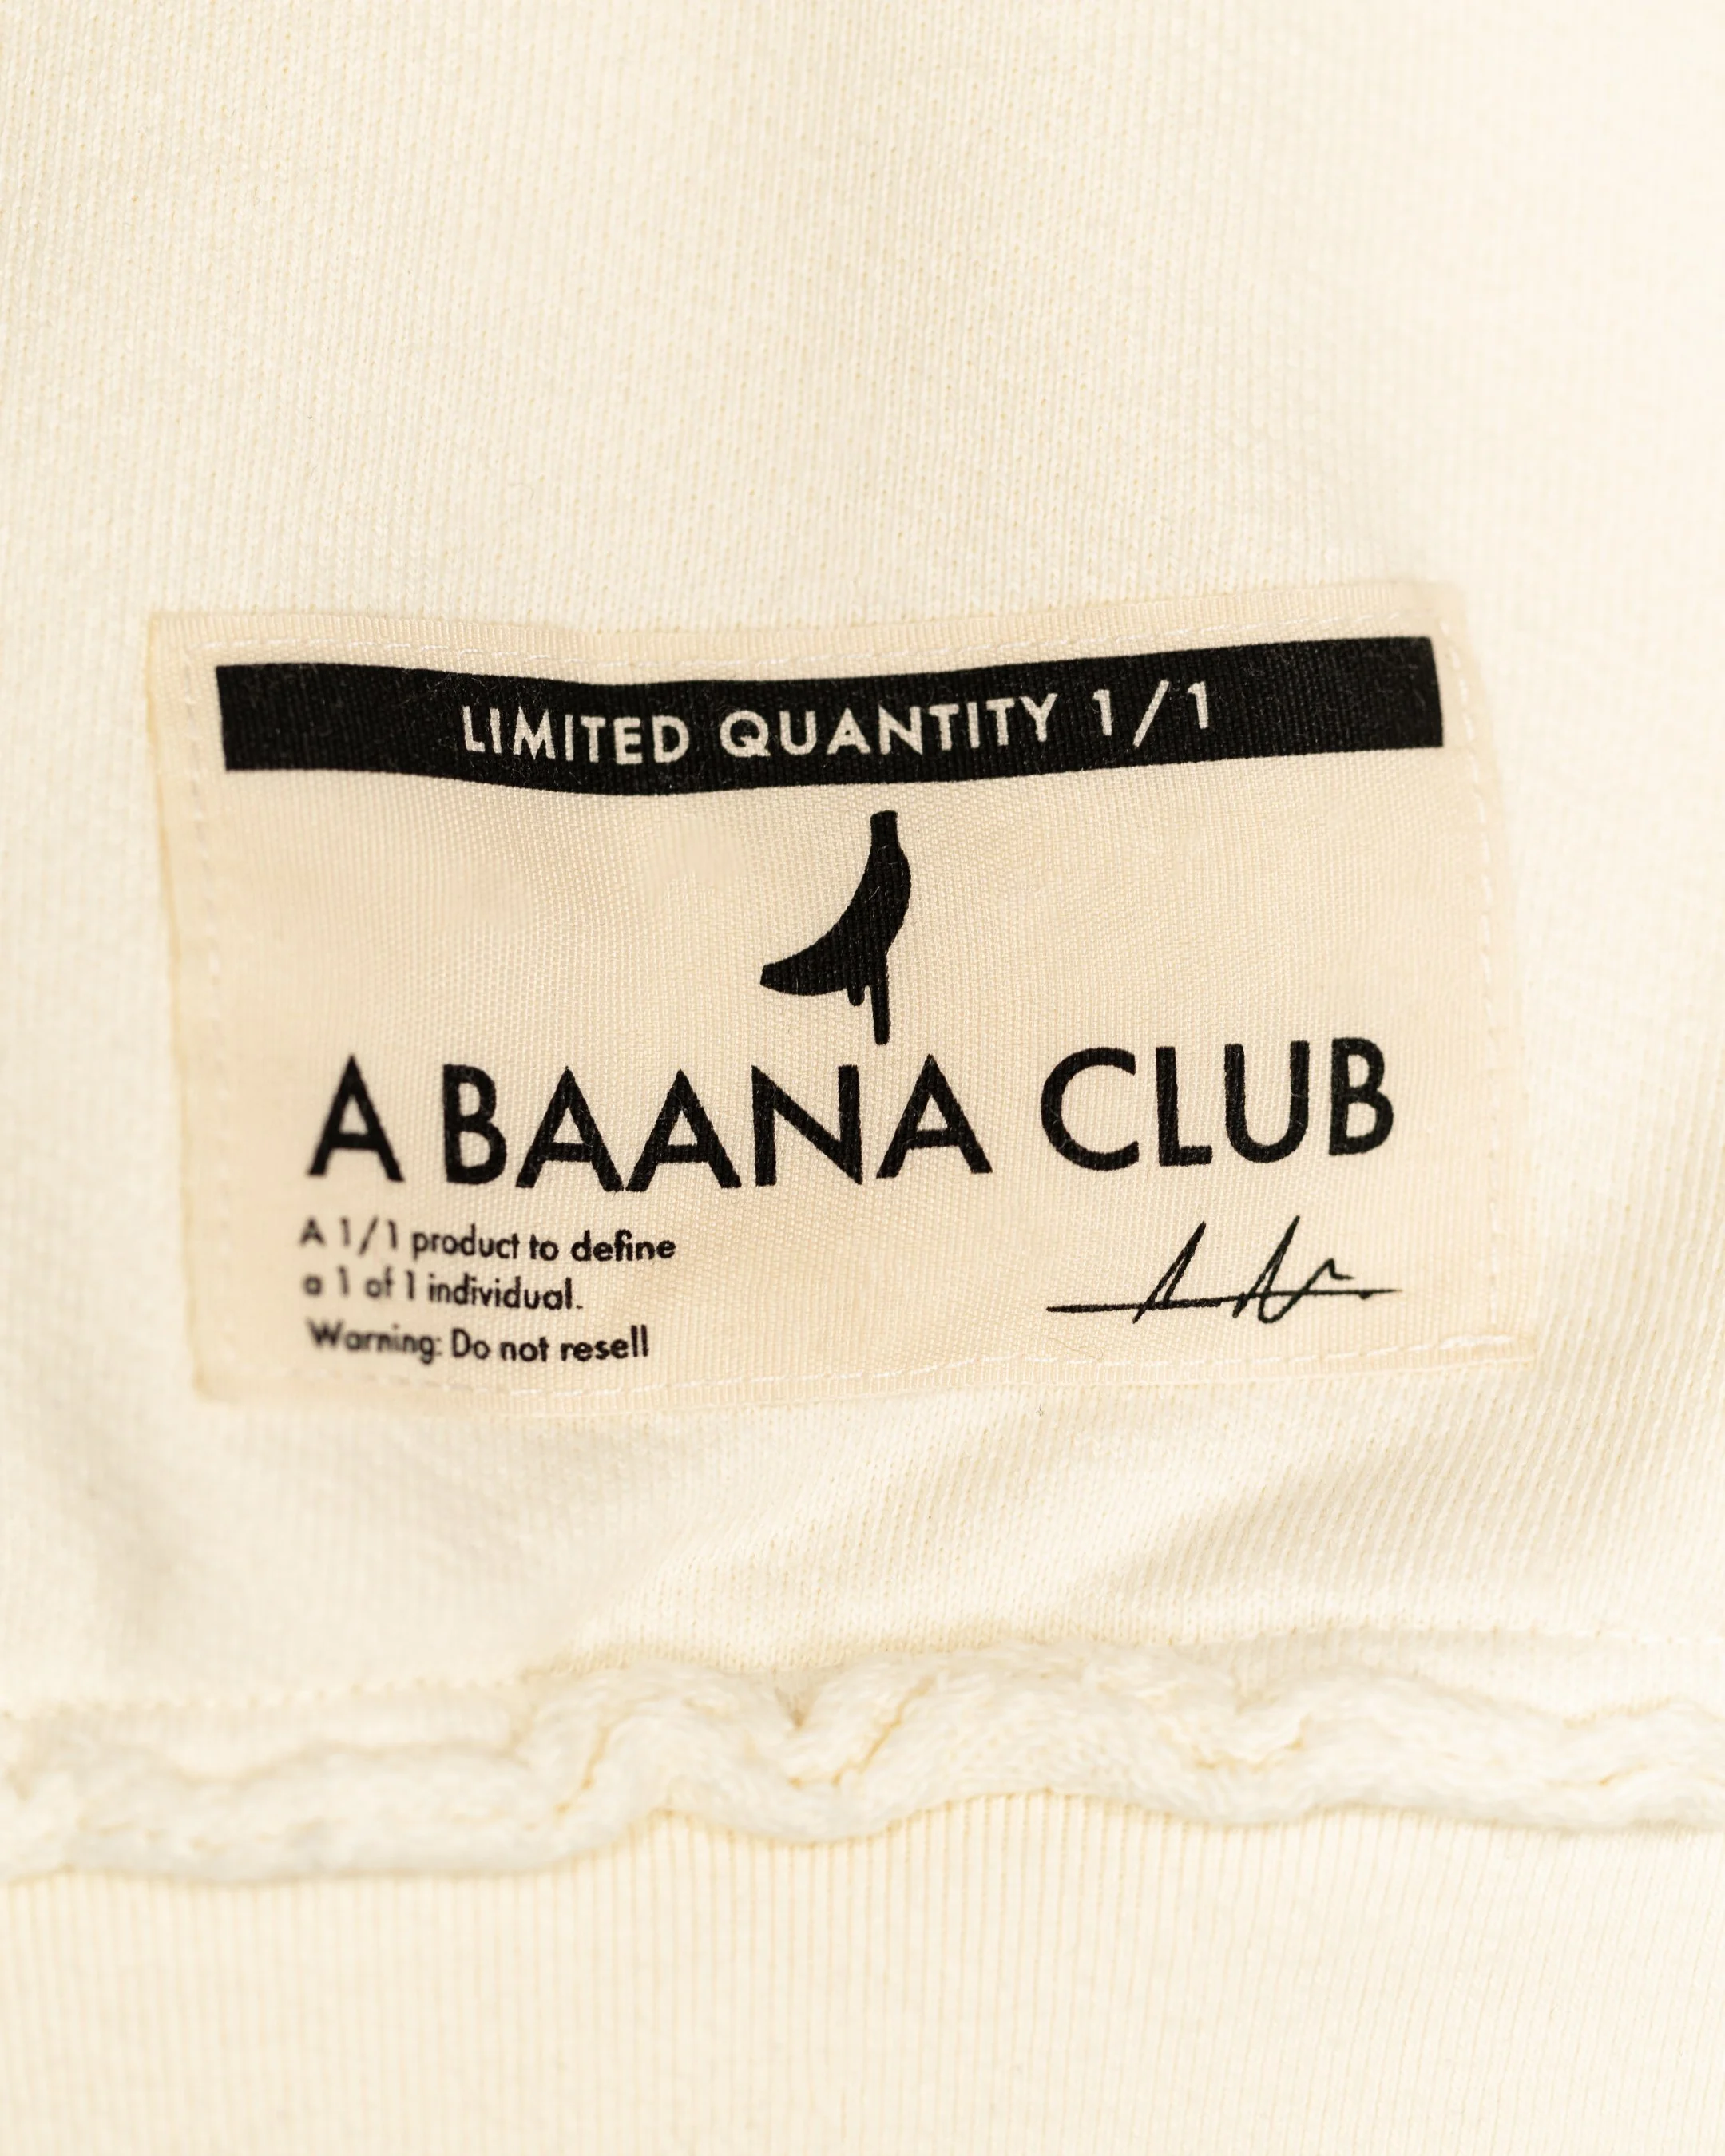 LIMITED QUANTITY 1/1
A BAANA CLUB
A 1/1 product to define
a 1 of 1 individual.
Warning: Do not resell